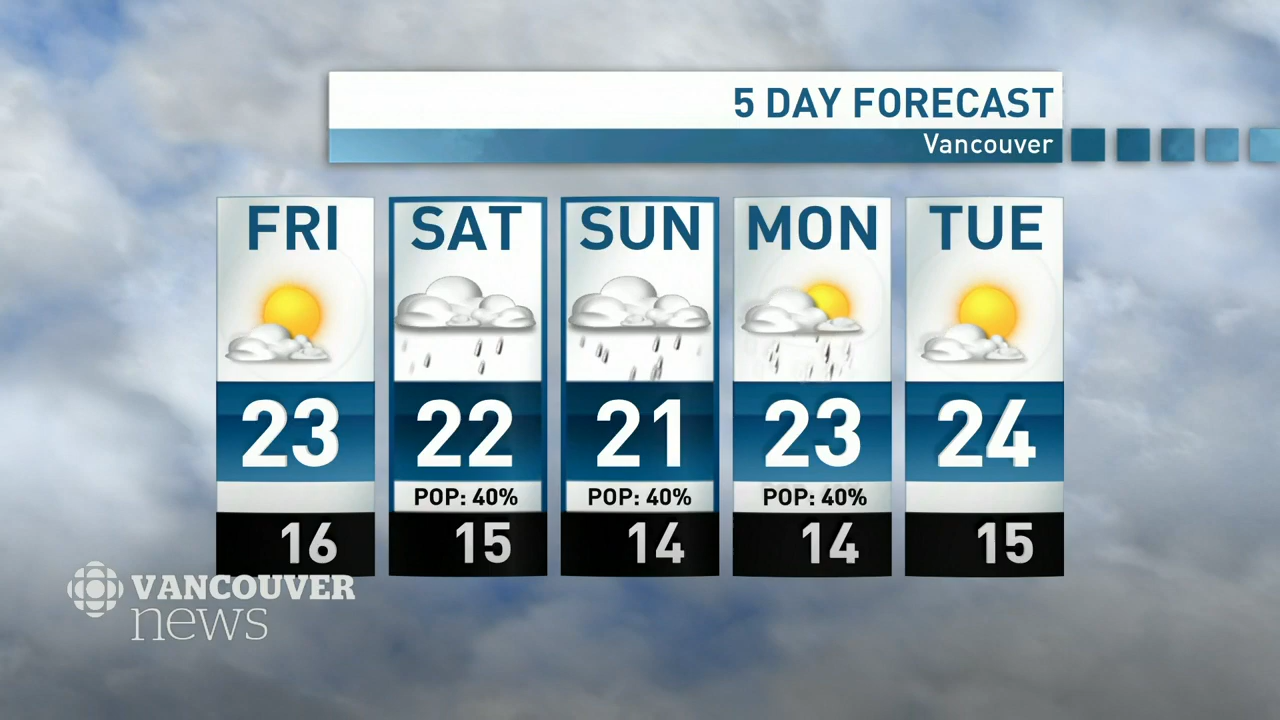 5 DAY FORECAST
Vancouver
FRI SAT SUN MON TUE
23 22 21 23 24
POP: 40% POP: 40% POP: 40%
16 15 14 14 15
VANCOUVER
news